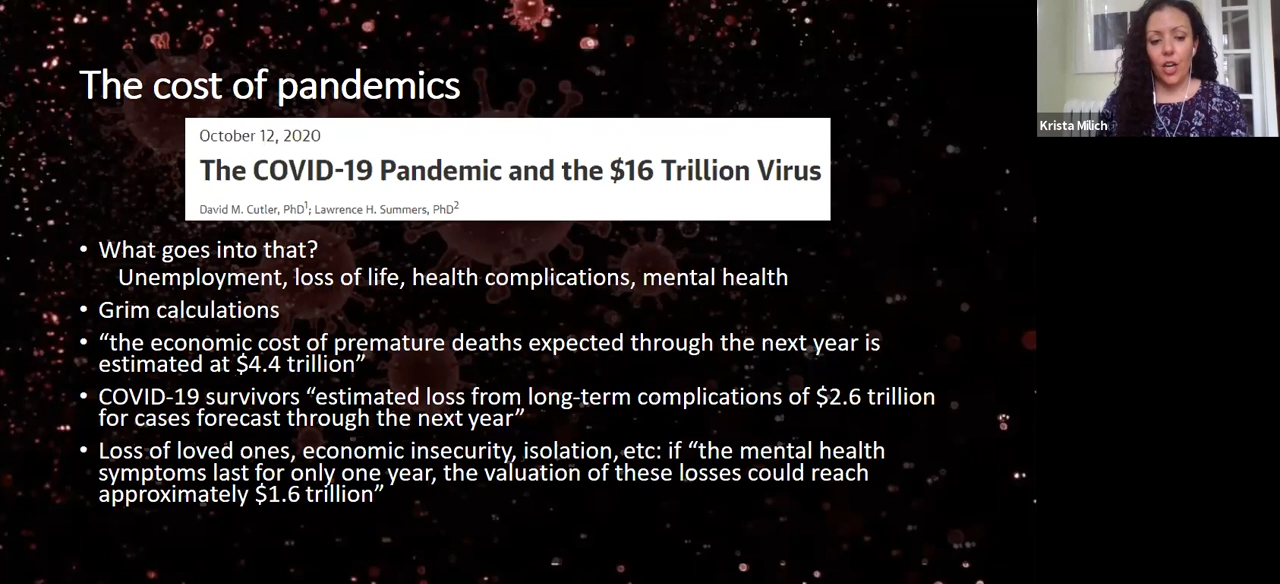 The cost of pandemics
October 12, 2020
The COVID-19 Pandemic and the $16 Trillion Virus
David M. Cutler, PhD1; Lawrence H. Summers, PhD2
• What goes into that?
Unemployment, loss of life, health complications, mental health
• Grim calculations
• “the economic cost of premature deaths expected through the next year is
estimated at $4.4 trillion”
• COVID-19 survivors “estimated loss from long-term complications of $2.6 trillion
for cases forecast through the next year”
• Loss of loved ones, economic insecurity, isolation, etc: if “the mental health
symptoms last for only one year, the valuation of these losses could reach
approximately $1.6 trillion”
Krista Milich